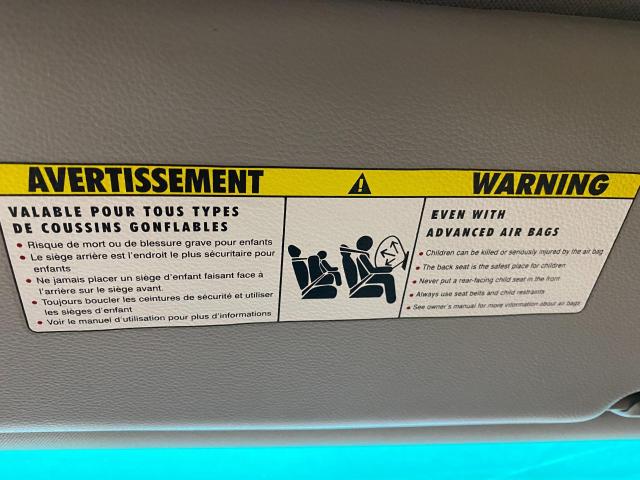 AVERTISSEMENT
VALABLE POUR TOUS TYPES
DE COUSSINS GONFLABLES
• Risque de mort ou de blessure grave pour enfants
• Le siège arrière est l'endroit le plus sécuritaire pour
enfants
• Ne jamais placer un siège d'enfant faisant face à
l'arrière sur le siège avant.
• Toujours boucler les ceintures de sécurité et utiliser
les sièges d'enfant
• Voir le manuel d'utilisation pour plus d'informations
WARNING
EVEN WITH
ADVANCED AIR BAGS
• Children can be killed or seriously injured by the air bag
• The back seat is the safest place for children
• Never put a rear-facing child seat in the front
• Always use seat belts and child restraints
• See owner's manual for more information about air bags